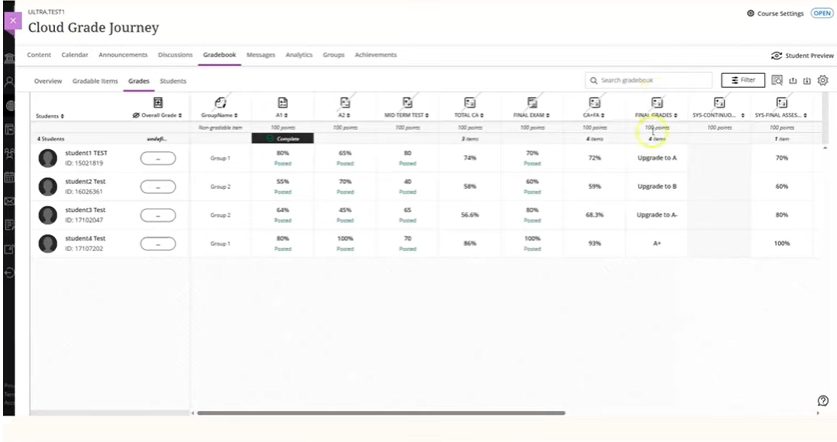 ULTRA.TEST1
Cloud Grade Journey
Course Settings OPEN
Content Calendar Announcements Discussions Gradebook Messages Analytics Groups Achievements Student Preview
Overview Gradable Items Grades Students Search gradebook Filter
Students Overall Grade GroupName A1 A2 MID TERM TEST TOTAL CA FINAL EXAM CA+FA FINAL GRADES SYS-CONTINUO... SYS-FINAL ASSES...
Non-gradable item 100 points 100 points 100 points 100 points 100 points 100 points 100 points 100 points 100 points
4 Students undefi... Complete 3 items 4 items 4 items 1 item
student1 TEST
ID: 15021819
-- Group 1 80% Posted 65% Posted 80 Posted 74% 70% Posted 72% Upgrade to A 70%
student2 Test
ID: 16026361
-- Group 2 55% Posted 70% Posted 40 Posted 58% 60% Posted 59% Upgrade to B 60%
student3 Test
ID: 17102047
-- Group 2 64% Posted 45% Posted 65 Posted 56.6% 80% Posted 68.3% Upgrade to A- 80%
student4 Test
ID: 17107202
-- Group 1 80% Posted 100% Posted 70 Posted 86% 100% Posted 93% A+ 100%